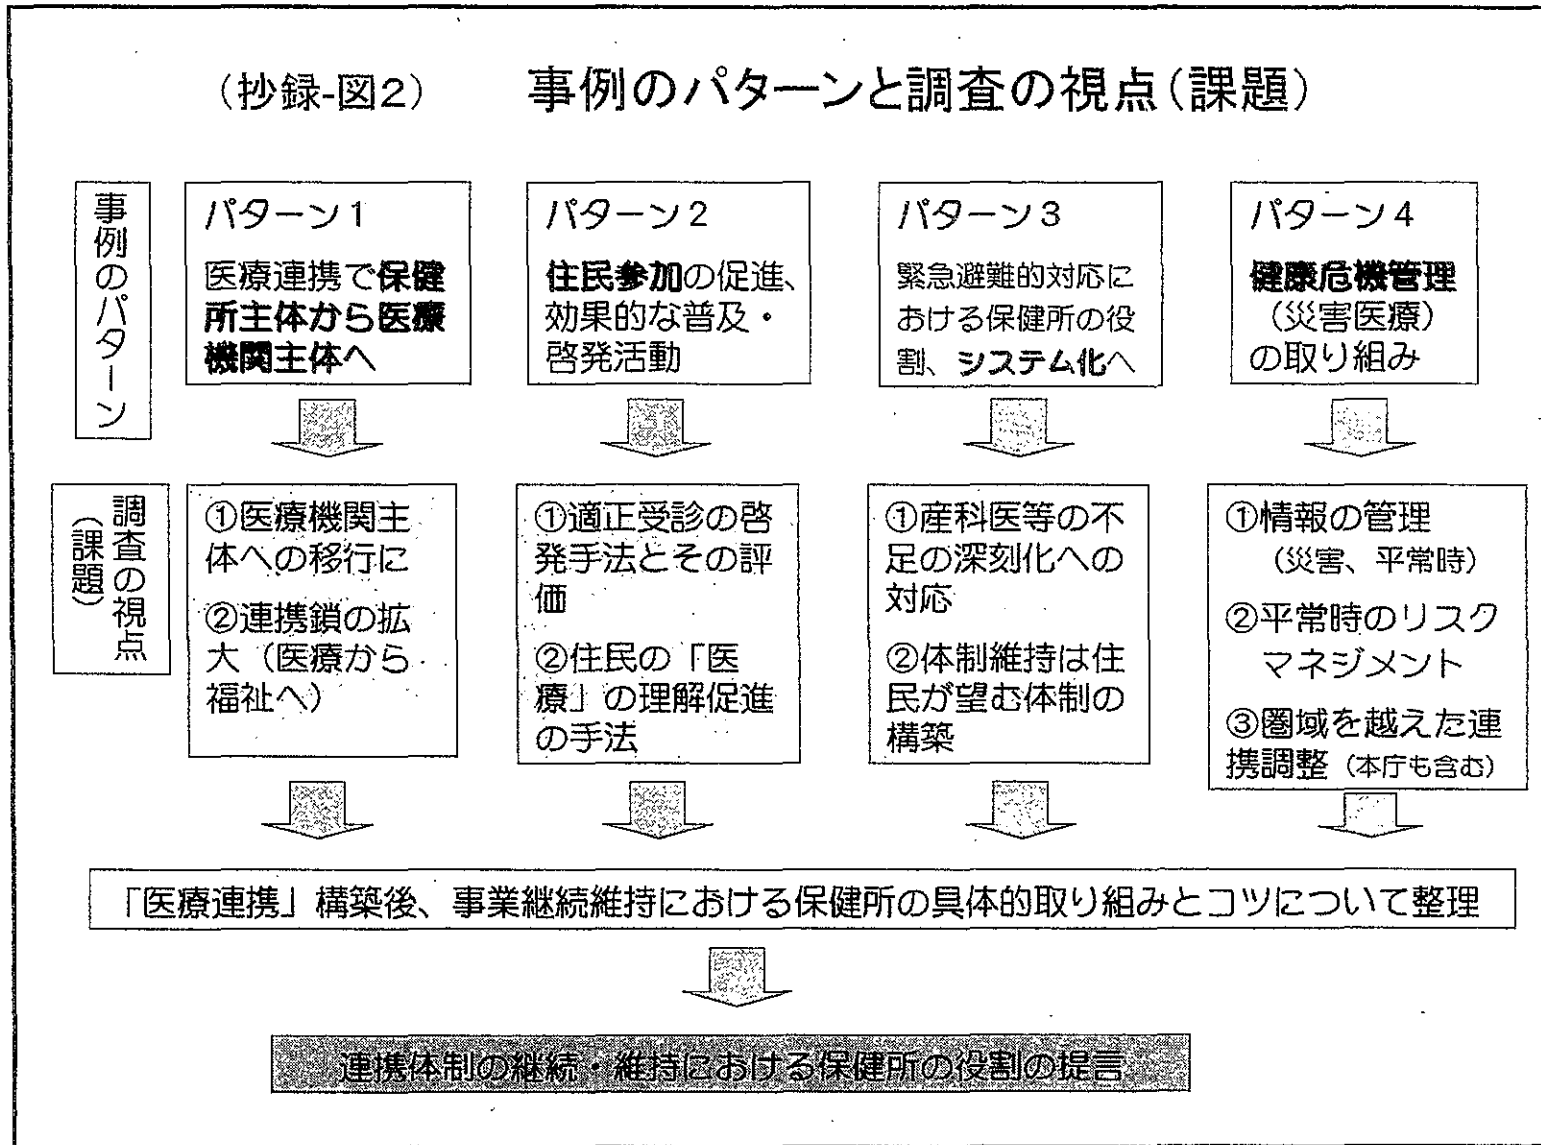 （抄録-図２） 事例のパターンと調査の視点（課題）
事例のパターン
パターン１
医療連携で保健
所主体から医療
機関主体へ
パターン２
住民参加の促進、
効果的な普及・
啓発活動
パターン３
緊急避難的対応に
おける保健所の役
割、システム化へ
パターン４
健康危機管理
（災害医療）
の取り組み
調査の視点
（課題）
①医療機関主
体への移行に
②連携鎖の拡
大（医療から
福祉へ）
①適正受診の啓
発手法とその評
価
②住民の「医
療」の理解促進
の手法
①産科医等の不
足の深刻化への
対応
②体制維持は住
民が望む体制の
構築
①情報の管理
（災害、平常時）
②平常時のリスク
マネジメント
③圏域を越えた連
携調整（本庁も含む）
「医療連携」構築後、事業継続維持における保健所の具体的取り組みとコツについて整理
連携体制の継続・維持における保健所の役割の提言